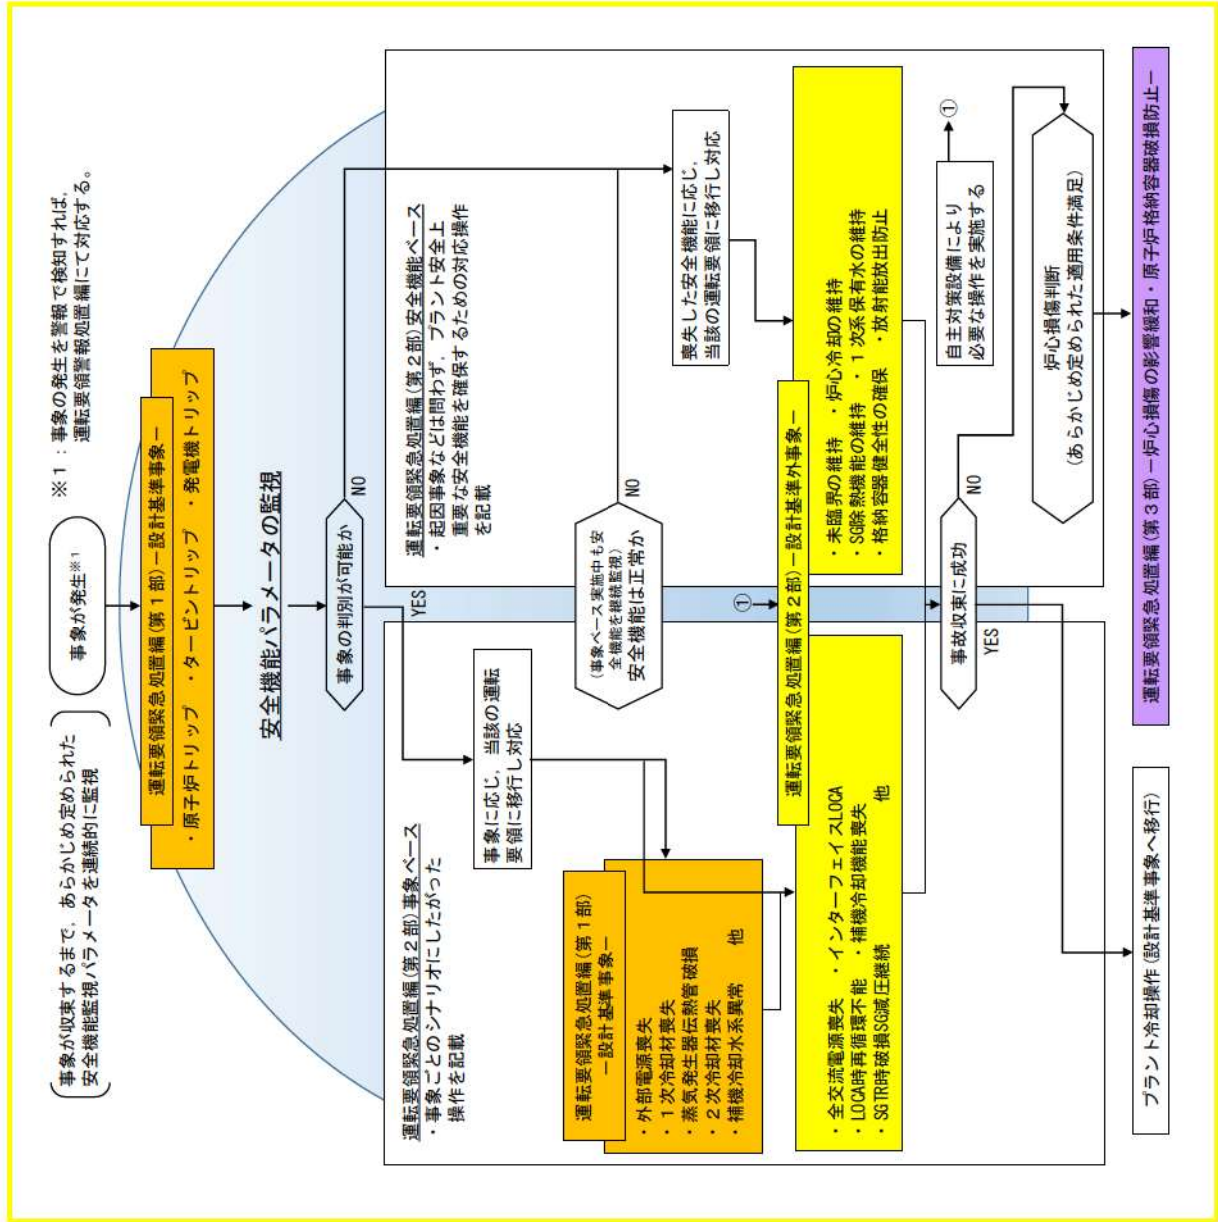 事象が収束するまで，あらかじめ定められた
安全機能監視パラメータを連続的に監視
事象が発生※1
※1：事象の発生を警報で検知すれば，
運転要領警報処置編にて対応する。
運転要領緊急処置編(第１部)－設計基準事象－
・原子炉トリップ ・タービントリップ ・発電機トリップ
安全機能パラメータの監視
事象の判別が可能か
NO
YES
運転要領緊急処置編(第２部)事象ベース
・事象ごとのシナリオにしたがった
操作を記載
運転要領緊急処置編(第２部)安全機能ベース
・起因事象などは問わず，プラント安全上
重要な安全機能を確保するための対応操作
を記載
事象に応じ，当該の運転
要領に移行し対応
運転要領緊急処置編(第１部)
－設計基準事象－
・外部電源喪失
・１次冷却材喪失
・蒸気発生器伝熱管破損
・２次冷却材喪失
・補機冷却水系異常 他
(事象ベース実施中も安
全機能を継続監視)
安全機能は正常か
NO
喪失した安全機能に応じ，
当該の運転要領に移行し対応
①
運転要領緊急処置編(第２部)－設計基準外事象－
・全交流電源喪失 ・インターフェイスLOCA
・LOCA時再循環不能 ・補機冷却機能喪失
・SGTR時破損SG減圧継続 他
・未臨界の維持 ・炉心冷却の維持
・SG除熱機能の維持 ・１次系保有水の維持
・格納容器健全性の確保 ・放射能放出防止
事故収束に成功
NO
YES
自主対策設備により
必要な操作を実施する
①
炉心損傷判断
(あらかじめ定められた適用条件満足)
プラント冷却操作(設計基準事象へ移行)
運転要領緊急処置編(第３部)－炉心損傷の影響緩和・原子炉格納容器破損防止－